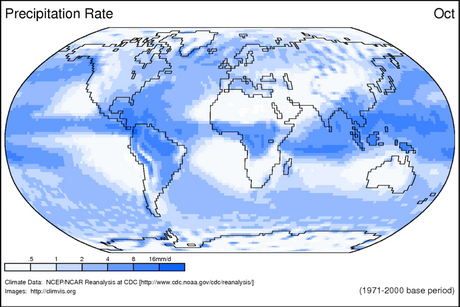 Precipitation Rate
Oct
.5 1 2 4 8 16mm/d
Climate Data: NCEP/NCAR Reanalysis at CDC [http://www.cdc.noaa.gov/cdc/reanalysis/]
Images: http://climvis.org
(1971-2000 base period)